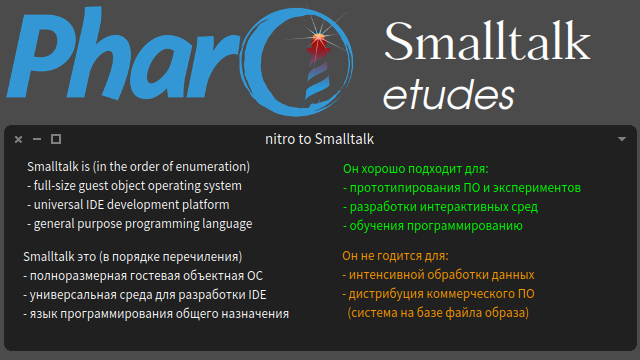 Pharo
Smalltalk
etudes
nitro to Smalltalk
Smalltalk is (in the order of enumeration)
- full-size guest object operating system
- universal IDE development platform
- general purpose programming language
Smalltalk это (в порядке перечиления)
- полноразмерная гостевая объектная ОС
- универсальная среда для разработки IDE
- язык программирования общего назначения
Он хорошо подходит для:
- прототипирования ПО и экспериментов
- разработки интерактивных сред
- обучения программированию
Он не годится для:
- интенсивной обработки данных
- дистрибуция коммерческого ПО
(система на базе файла образа)